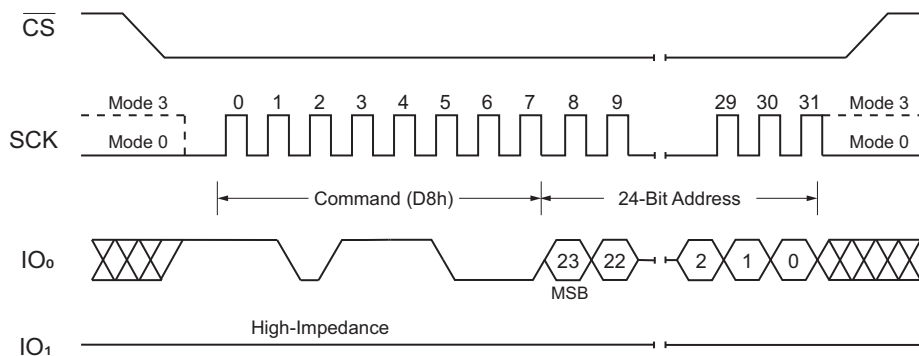 CS
Mode 3 0 1 2 3 4 5 6 7 8 9 29 30 31 Mode 3
SCK Mode 0 Mode 0
Command (D8h) 24-Bit Address
IO₀ 23 22 2 1 0
MSB
High-Impedance
IO₁